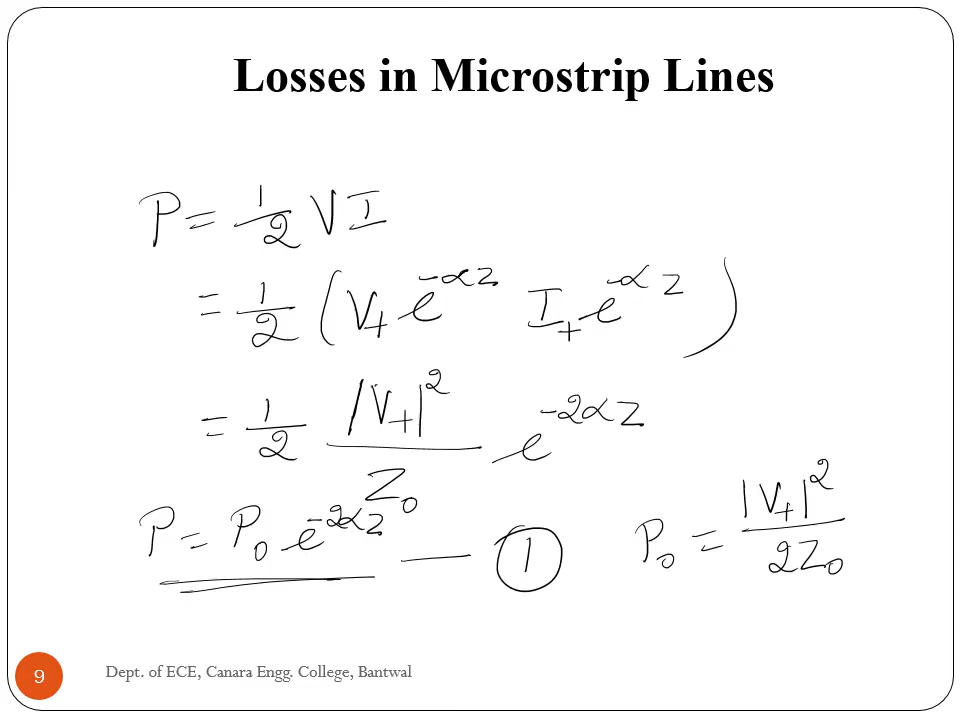 Losses in Microstrip Lines
P = 1/2 V I
= 1/2 ( V₊ e^{-αz} I₊ e^{-αz} )
= 1/2 |V₊|² / Z₀ e^{-2αz}
P = P₀ e^{-2αz} — ①
P₀ = |V₊|² / 2Z₀
9
Dept. of ECE, Canara Engg. College, Bantwal